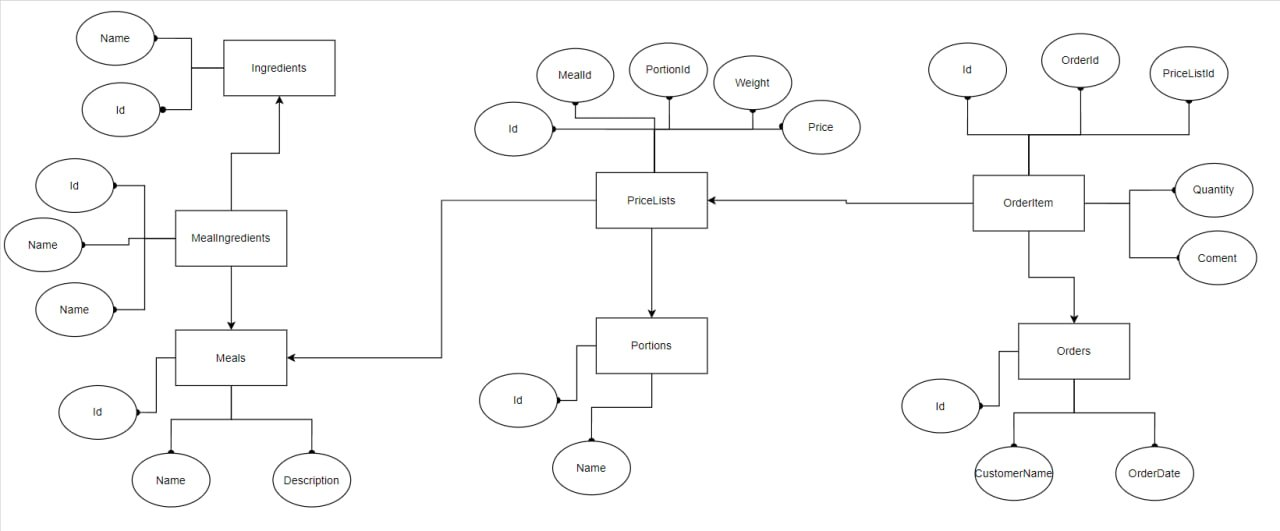 Name
Ingredients
Id
Id
Name
MealIngredients
Name
Meals
Id
Name
Description
MealId
PortionId
Weight
Id
Price
PriceLists
Portions
Id
Name
Id
OrderId
PriceListId
OrderItem
Quantity
Coment
Orders
Id
CustomerName
OrderDate